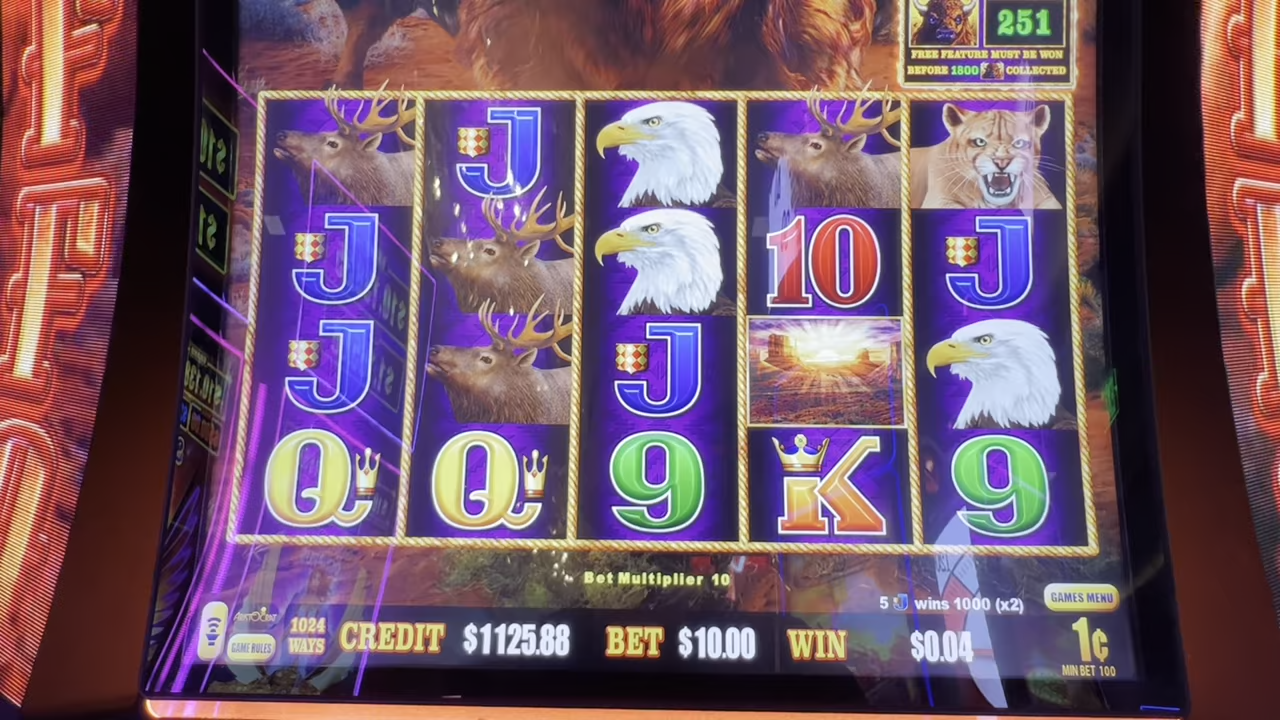 251
FREE FEATURE MUST BE WON
BEFORE 1800 COLLECTED
J
J 10 J
J J
Q Q 9 K 9
Bet Multiplier 10
5 J wins 1000 (x2)
GAMES MENU
ARISTOCRAT
GAME RULES
1024
WAYS
CREDIT $1125.88 BET $10.00 WIN $0.04
1¢
MIN BET 100